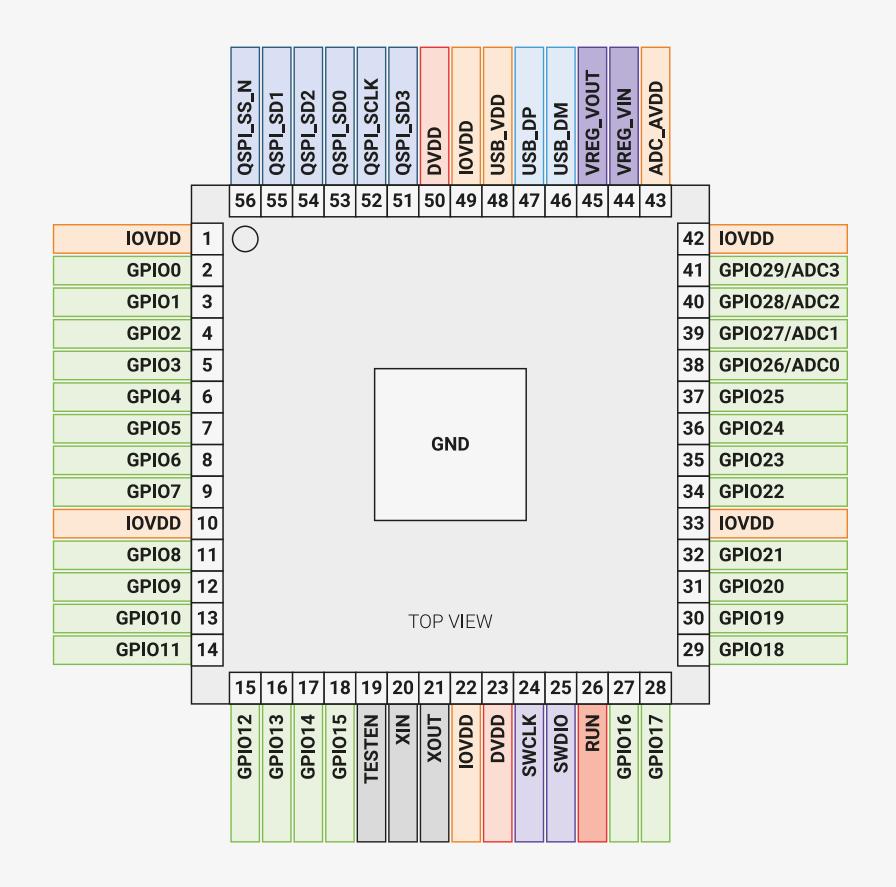 QSPI_SS_N
QSPI_SD1
QSPI_SD2
QSPI_SD0
QSPI_SCLK
QSPI_SD3
DVDD
IOVDD
USB_VDD
USB_DP
USB_DM
VREG_VOUT
VREG_VIN
ADC_AVDD
56 55 54 53 52 51 50 49 48 47 46 45 44 43
IOVDD 1 42 IOVDD
GPIO0 2 41 GPIO29/ADC3
GPIO1 3 40 GPIO28/ADC2
GPIO2 4 39 GPIO27/ADC1
GPIO3 5 38 GPIO26/ADC0
GPIO4 6 37 GPIO25
GPIO5 7 36 GPIO24
GND
GPIO6 8 35 GPIO23
GPIO7 9 34 GPIO22
IOVDD 10 33 IOVDD
GPIO8 11 32 GPIO21
GPIO9 12 31 GPIO20
GPIO10 13 30 GPIO19
TOP VIEW
GPIO11 14 29 GPIO18
15 16 17 18 19 20 21 22 23 24 25 26 27 28
GPIO12
GPIO13
GPIO14
GPIO15
TESTEN
XIN
XOUT
IOVDD
DVDD
SWCLK
SWDIO
RUN
GPIO16
GPIO17